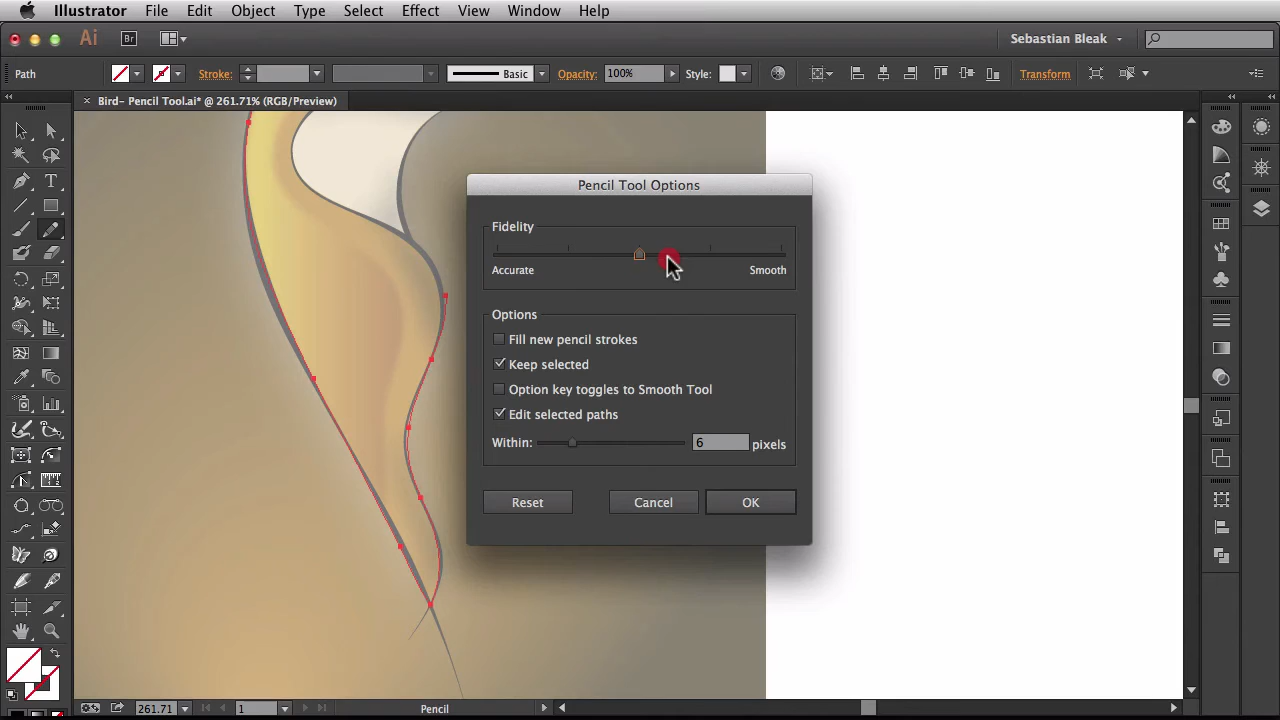 Illustrator File Edit Object Type Select Effect View Window Help
Ai Br Sebastian Bleak
Path Stroke: Basic Opacity: 100% Style: Transform
× Bird- Pencil Tool.ai* @ 261.71% (RGB/Preview)
T
Pencil Tool Options
Fidelity
Accurate Smooth
Options
Fill new pencil strokes
Keep selected
Option key toggles to Smooth Tool
Edit selected paths
Within: 6 pixels
Reset Cancel OK
261.71 1 Pencil